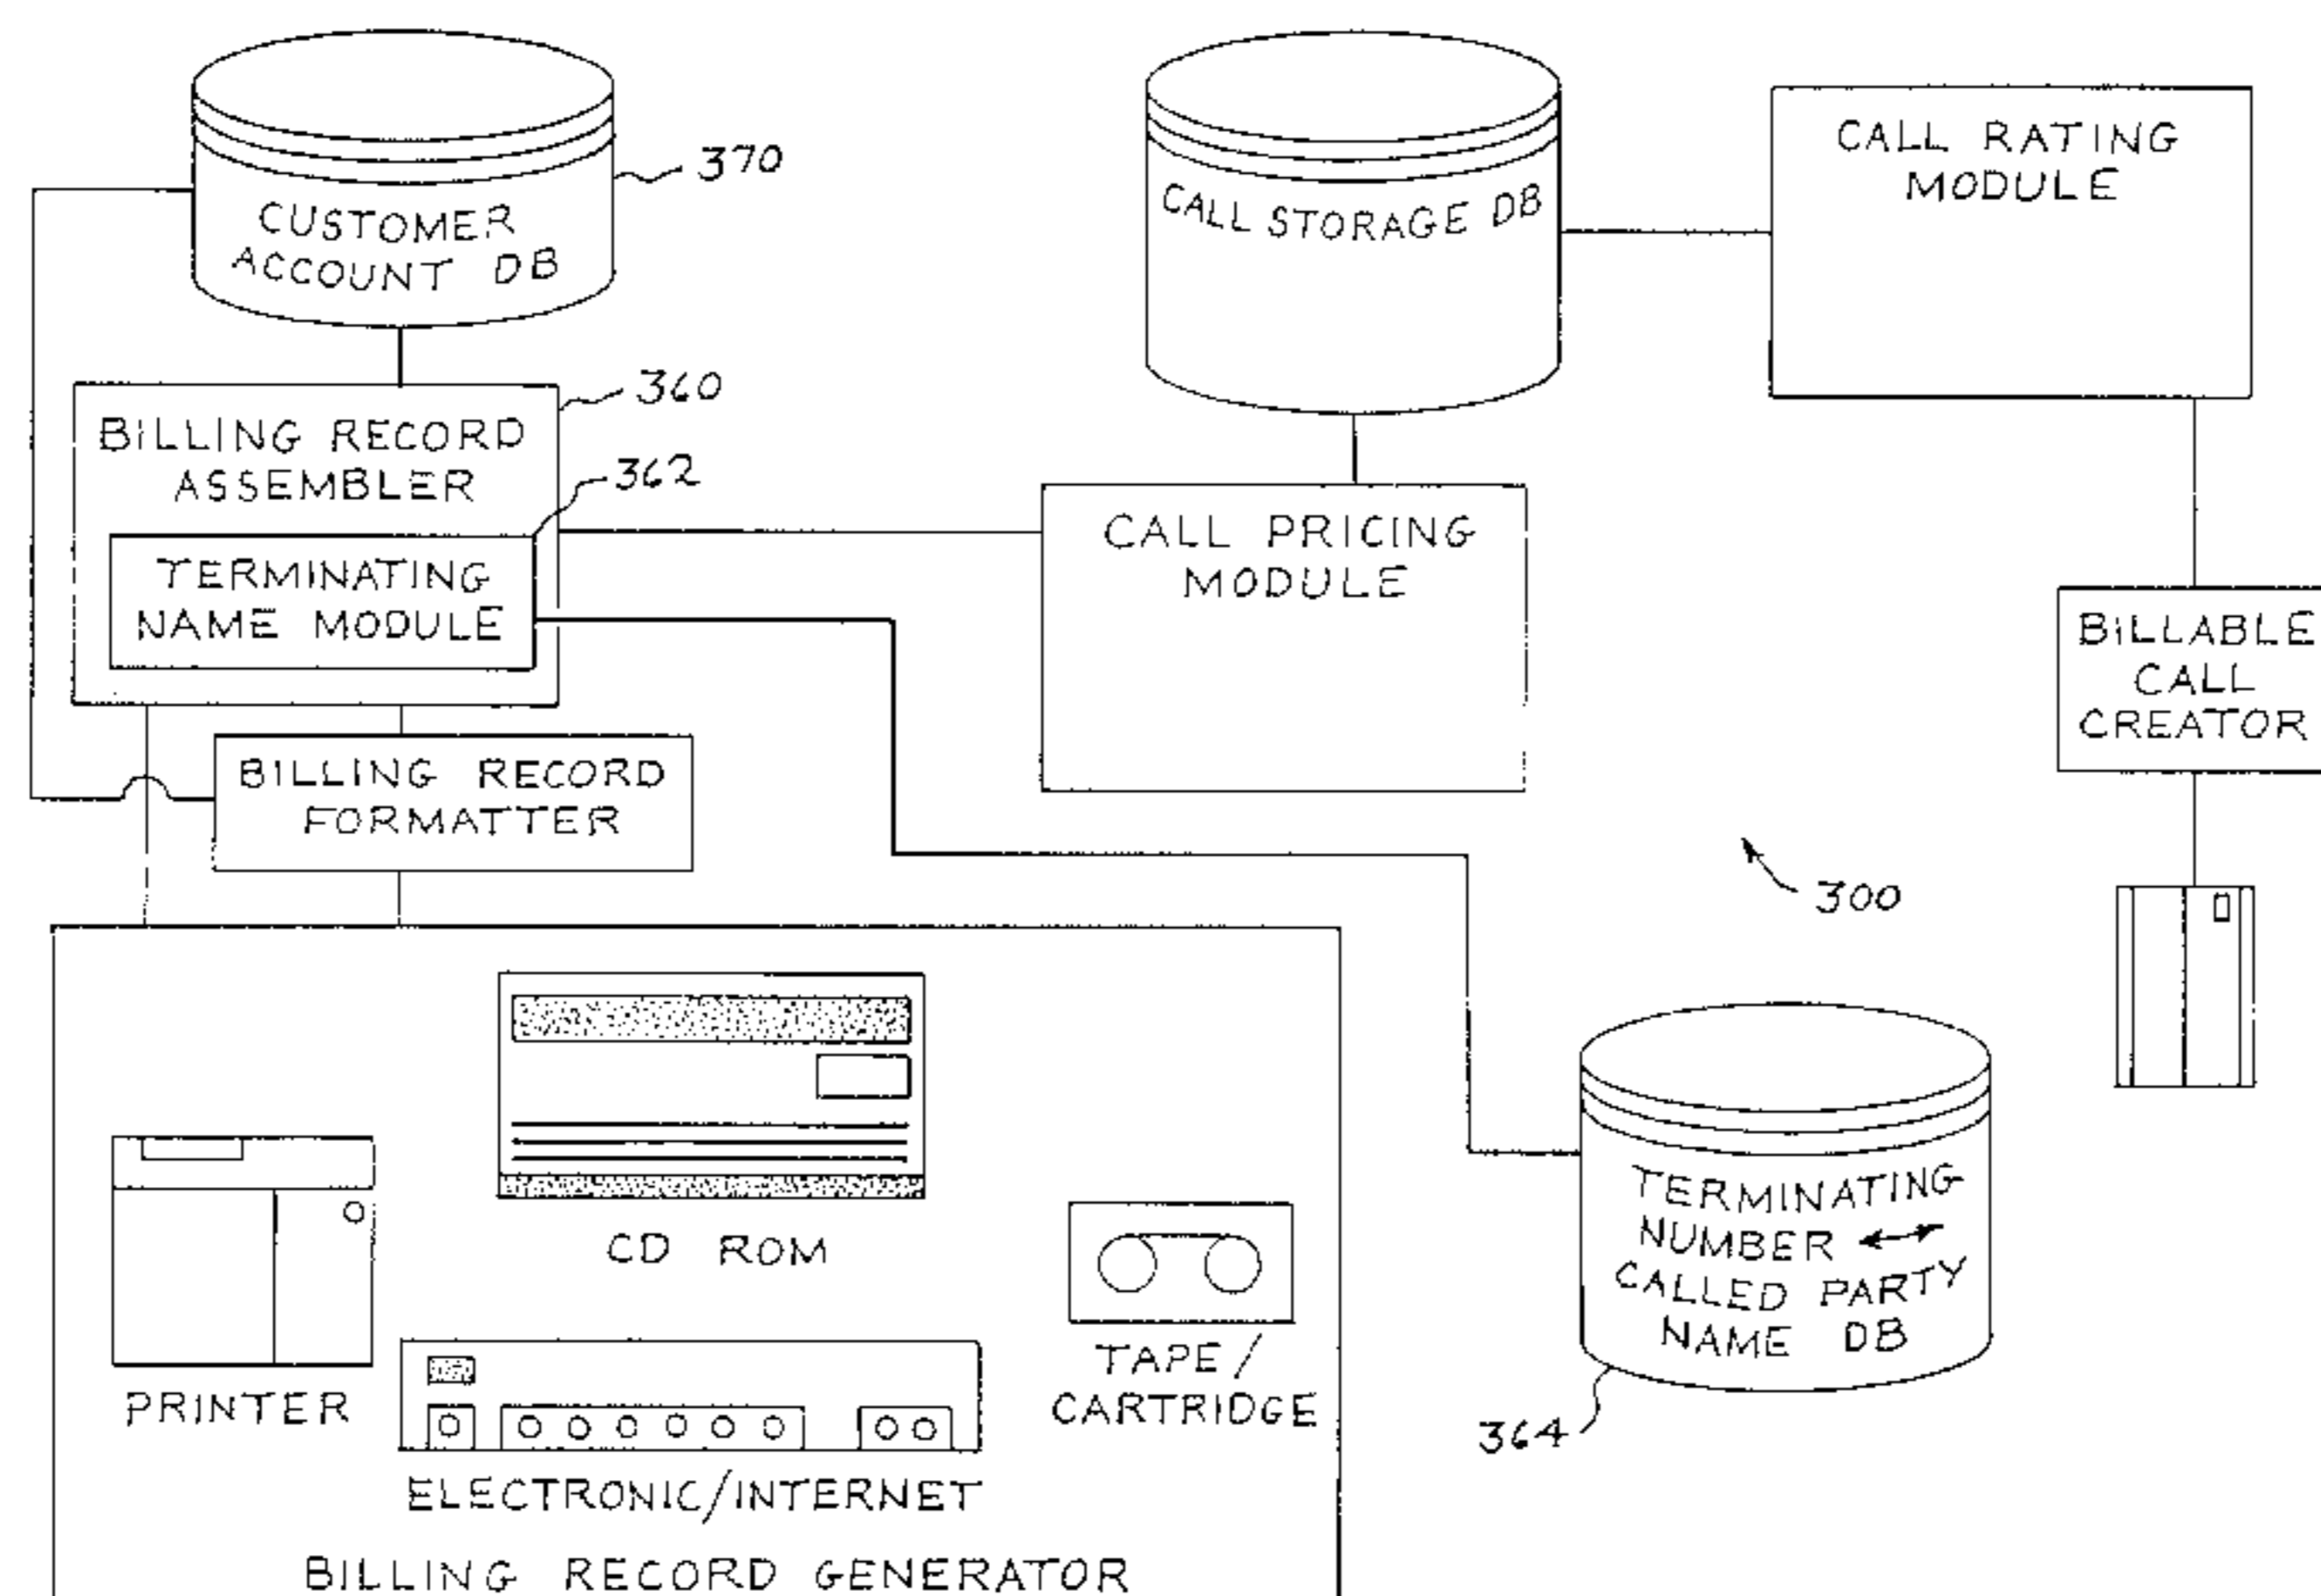 370
CUSTOMER
ACCOUNT DB
CALL STORAGE DB
CALL RATING
MODULE
360
BILLING RECORD
ASSEMBLER
362
TERMINATING
NAME MODULE
CALL PRICING
MODULE
BILLABLE
CALL
CREATOR
BILLING RECORD
FORMATTER
300
CD ROM
PRINTER
TAPE/
CARTRIDGE
ELECTRONIC/INTERNET
BILLING RECORD GENERATOR
TERMINATING
NUMBER ↔
CALLED PARTY
NAME DB
364